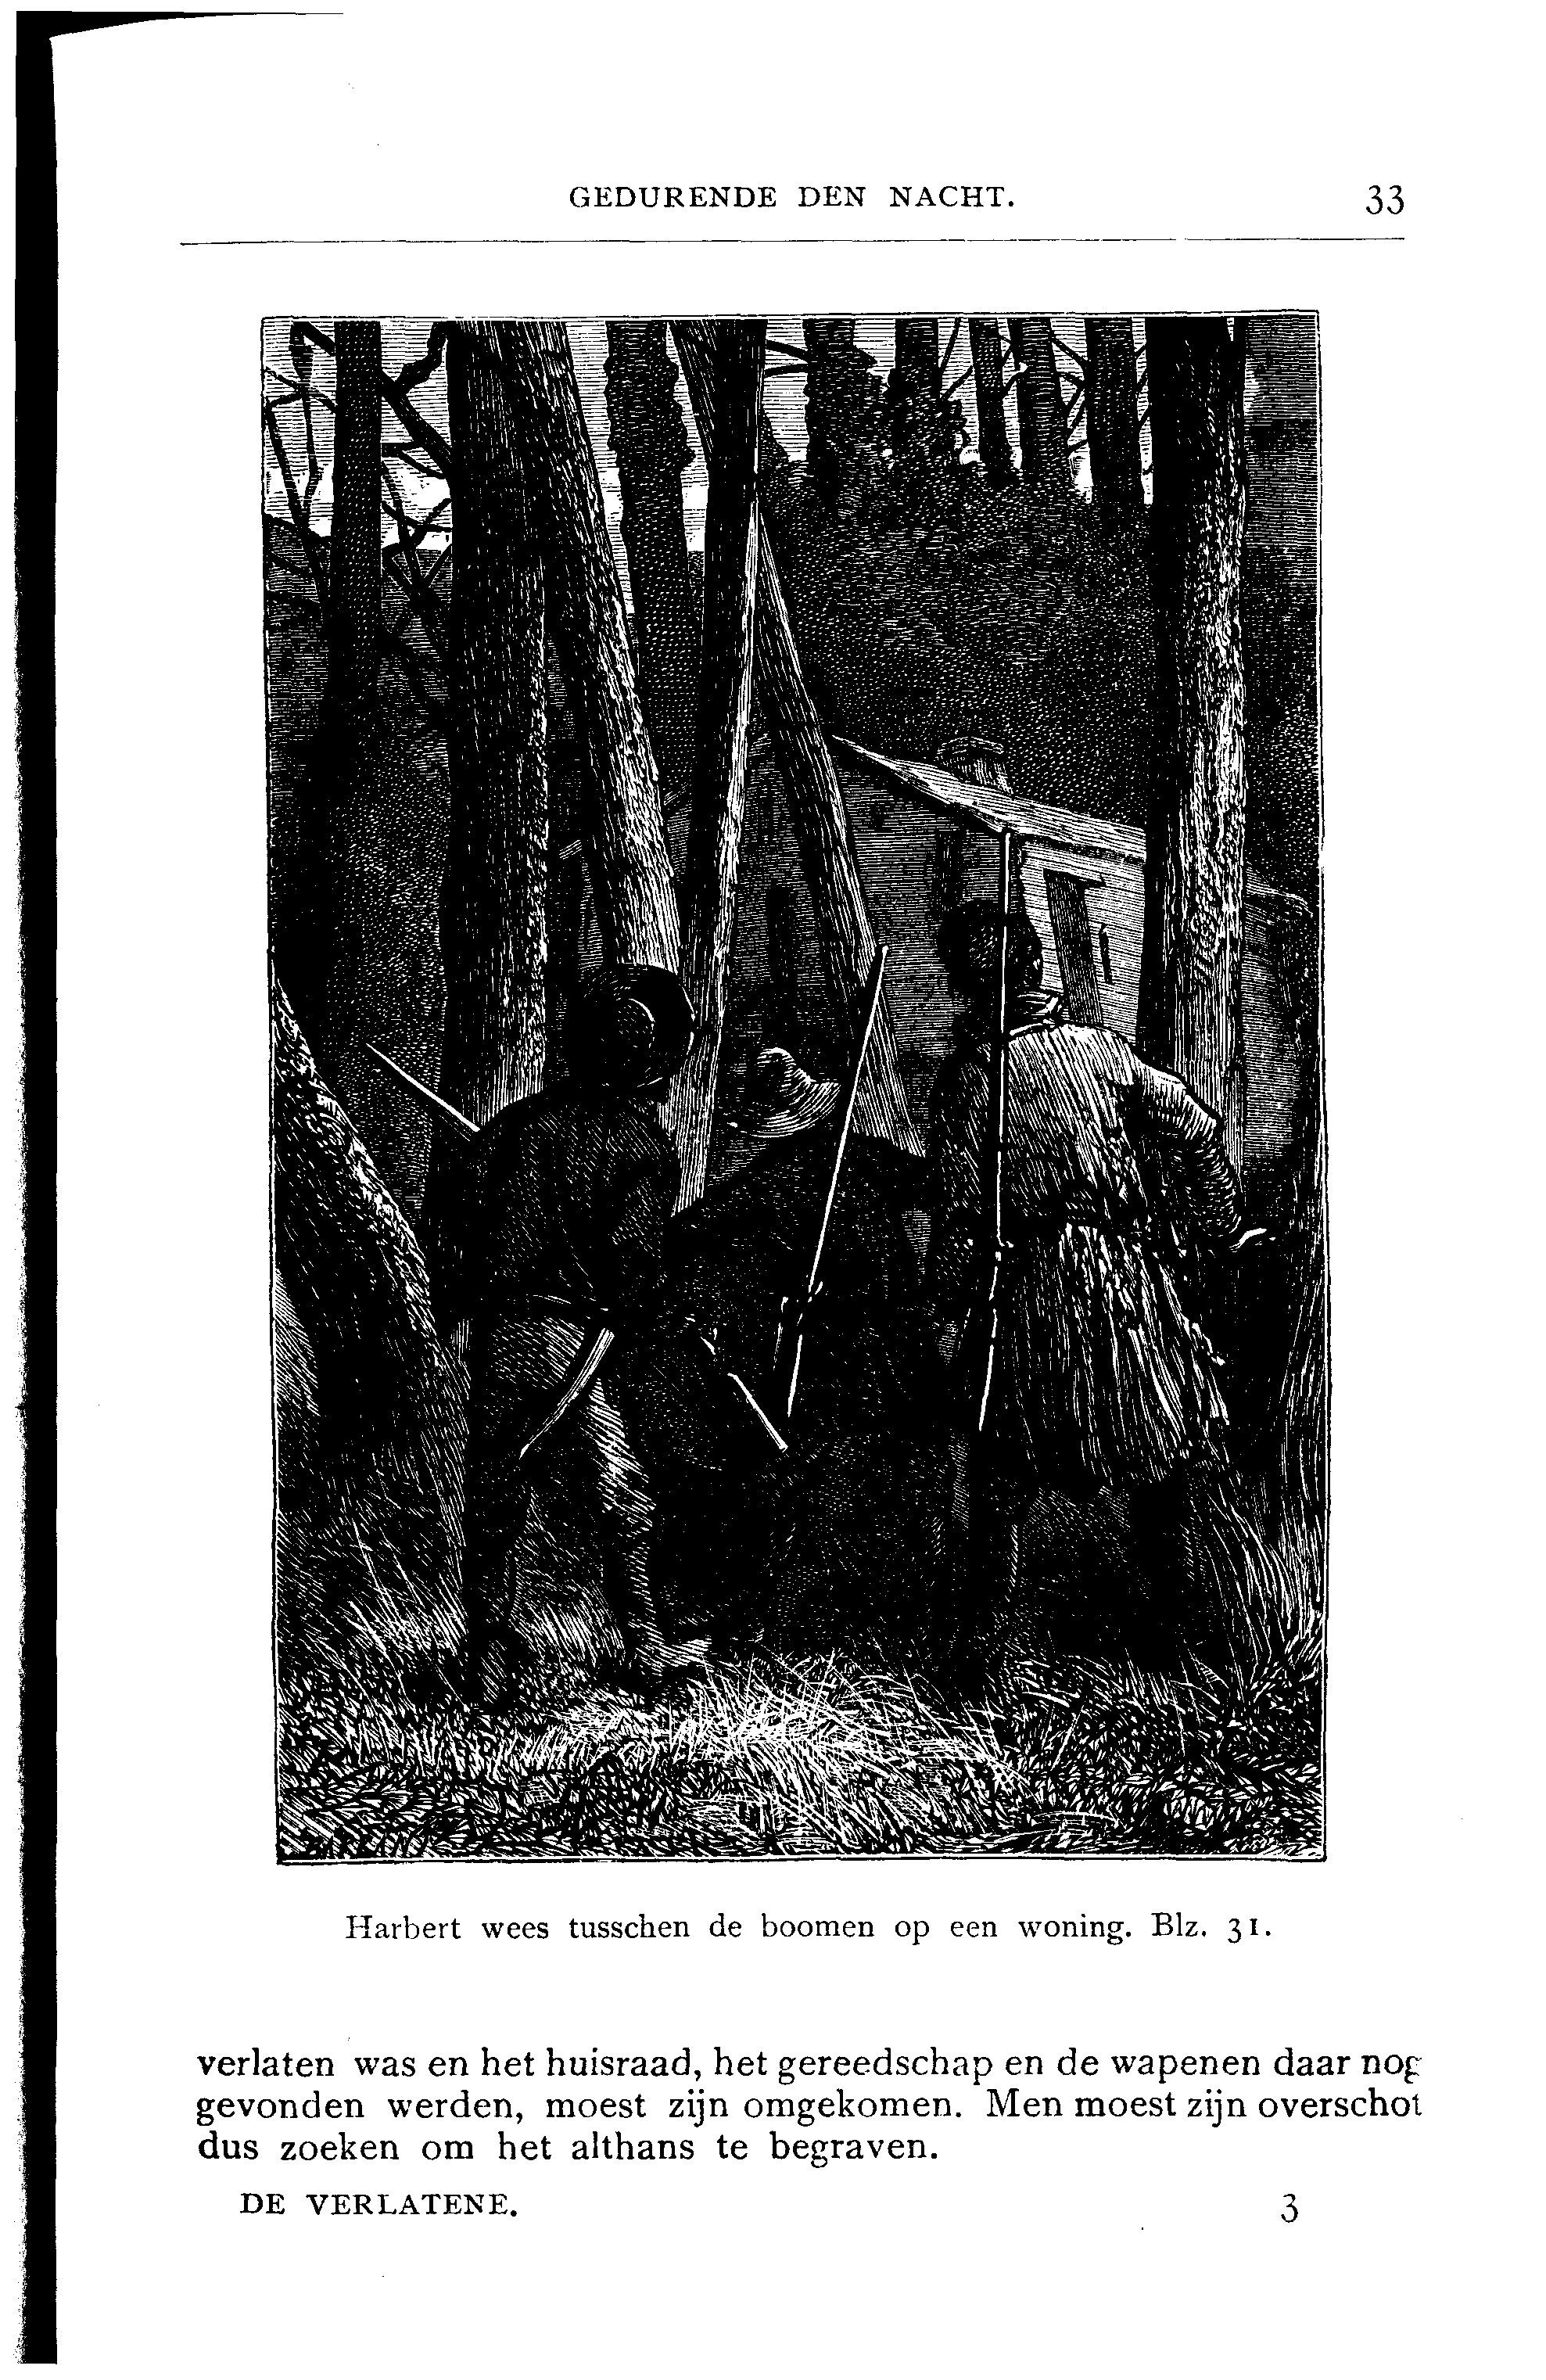 GEDURENDE DEN NACHT. 33
Harbert wees tusschen de boomen op een woning. Blz. 31.
verlaten was en het huisraad, het gereedschap en de wapenen daar nog
gevonden werden, moest zijn omgekomen. Men moest zijn overschot
dus zoeken om het althans te begraven.
DE VERLATENE. 3